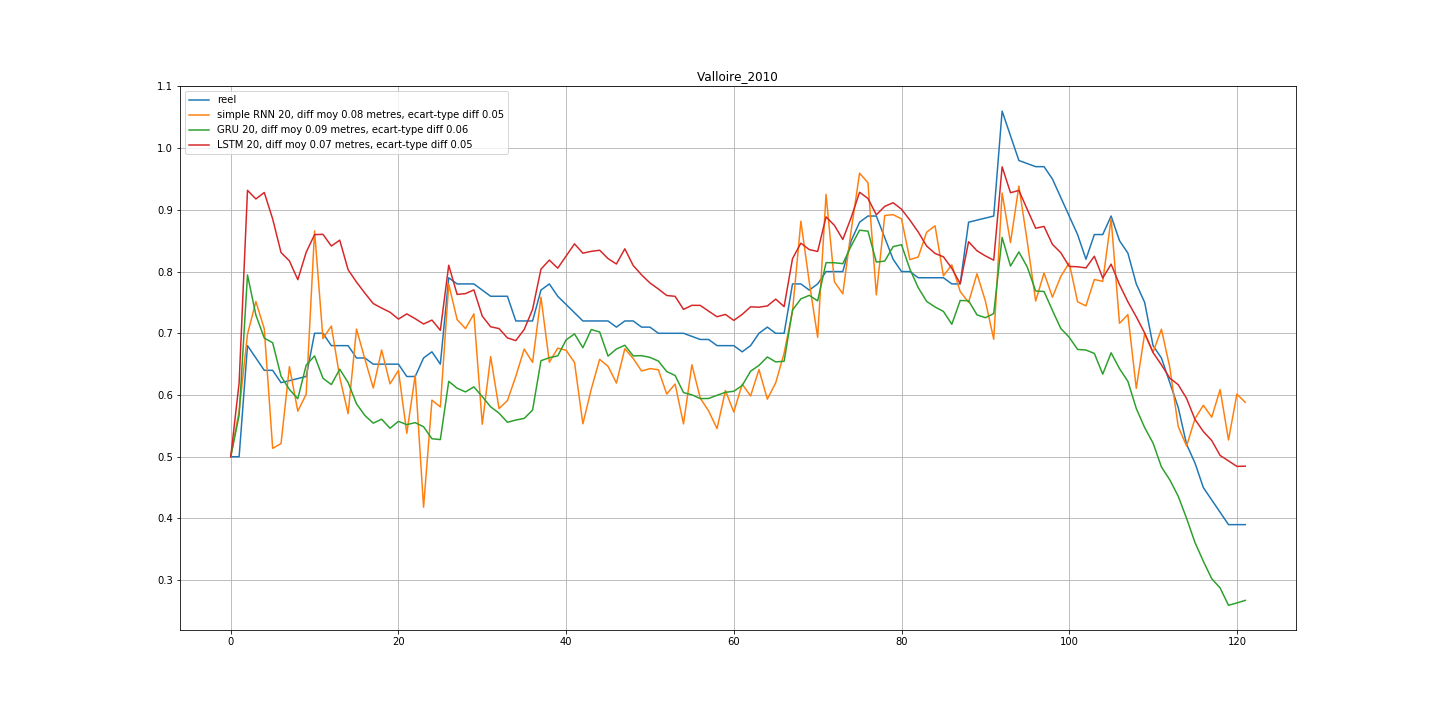 Valloire_2010
1.1
1.0
0.9
0.8
0.7
0.6
0.5
0.4
0.3
reel
simple RNN 20, diff moy 0.08 metres, ecart-type diff 0.05
GRU 20, diff moy 0.09 metres, ecart-type diff 0.06
LSTM 20, diff moy 0.07 metres, ecart-type diff 0.05
0 20 40 60 80 100 120